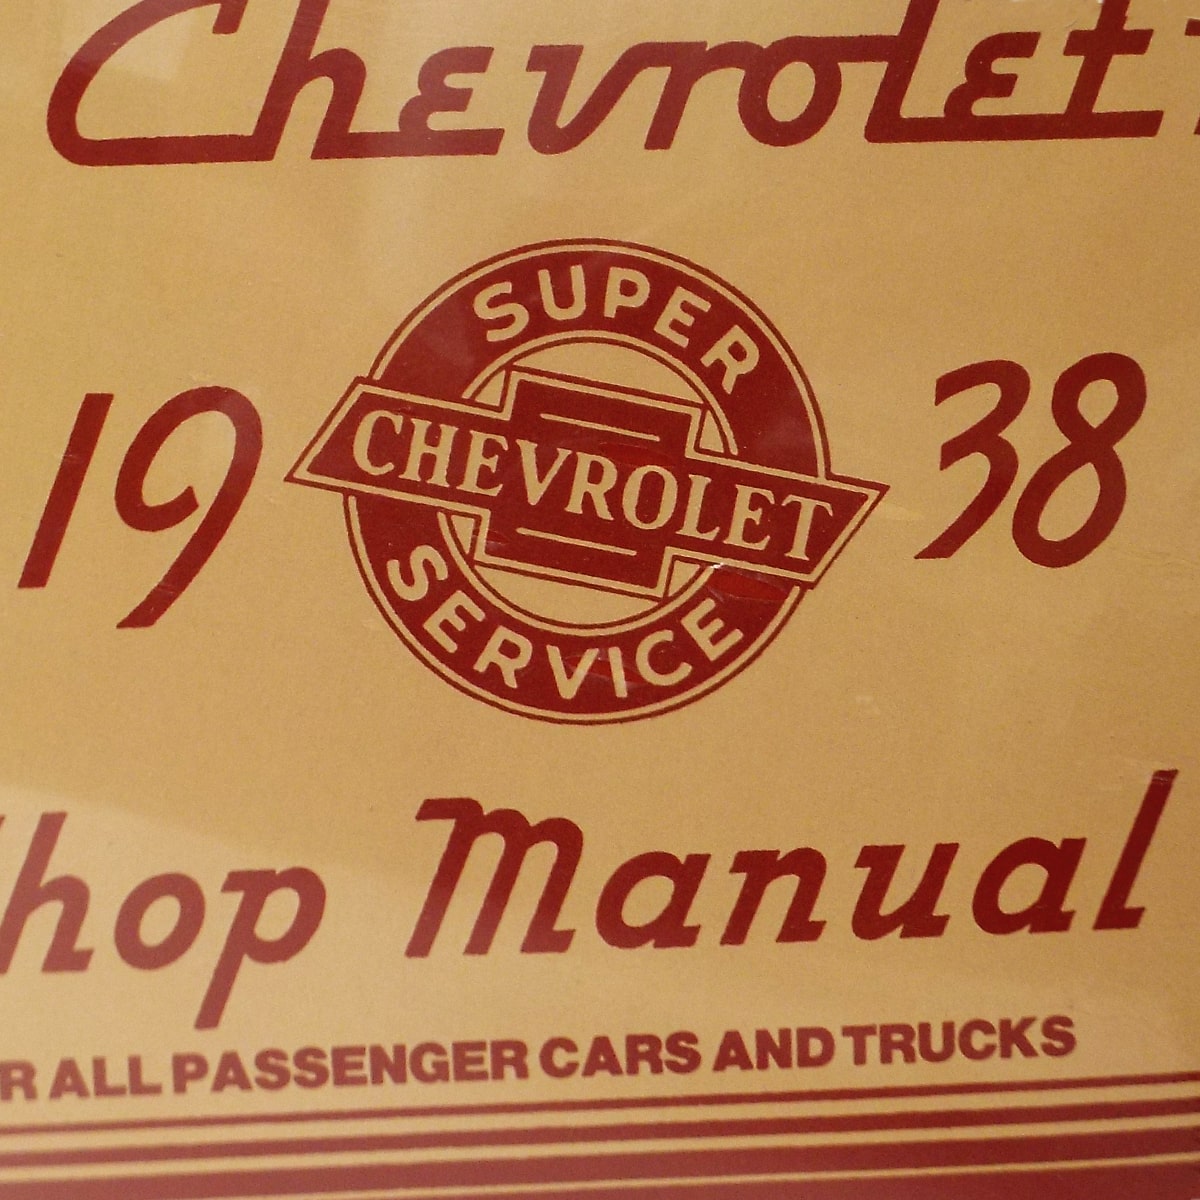 Chevrolet
SUPER
19 CHEVROLET 38
SERVICE
hop Manual
R ALL PASSENGER CARS AND TRUCKS